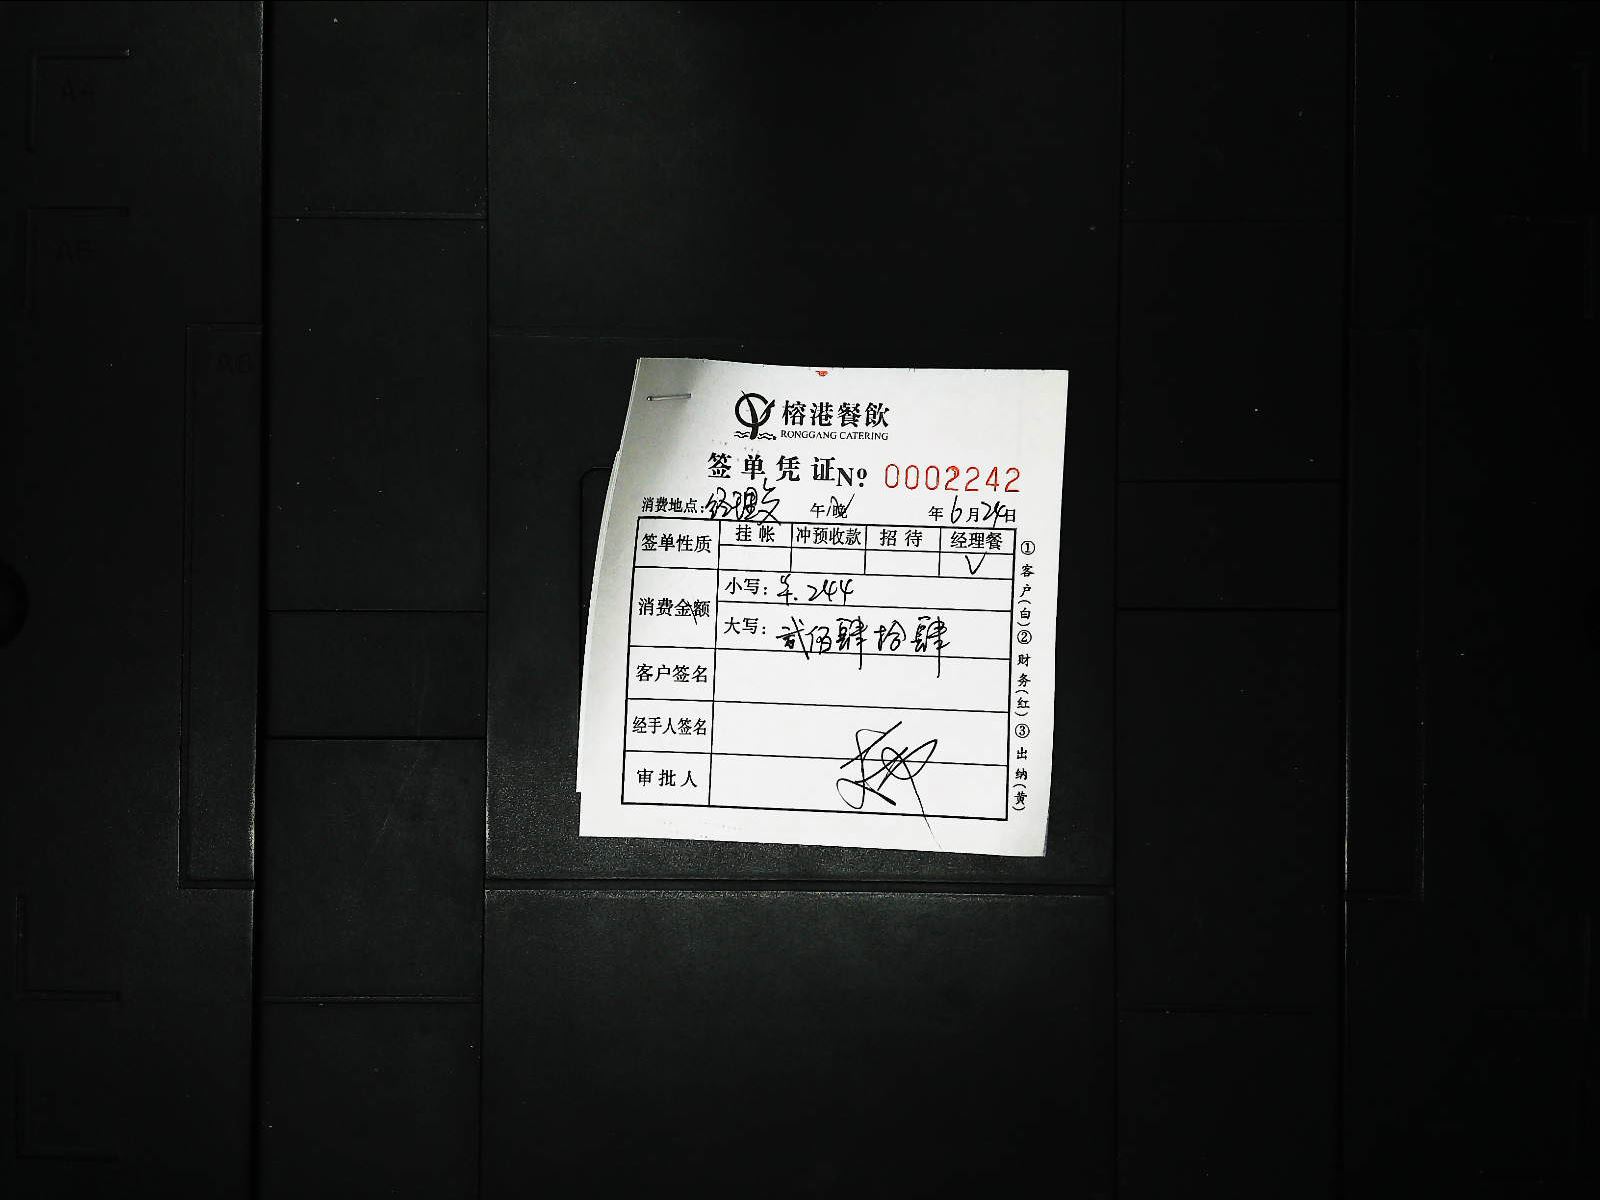 榕港餐飲
RONGGANG CATERING
签单凭证 №: 0002242
消费地点: 经理 午/晚 年 6月24日
签单性质 挂帐 冲预收款 招待 经理餐
√
消费金额 小写: ¥. 244
大写: 贰佰肆拾肆
客户签名
经手人签名
审批人
①客户(白)②财务(红)③出纳(黄)